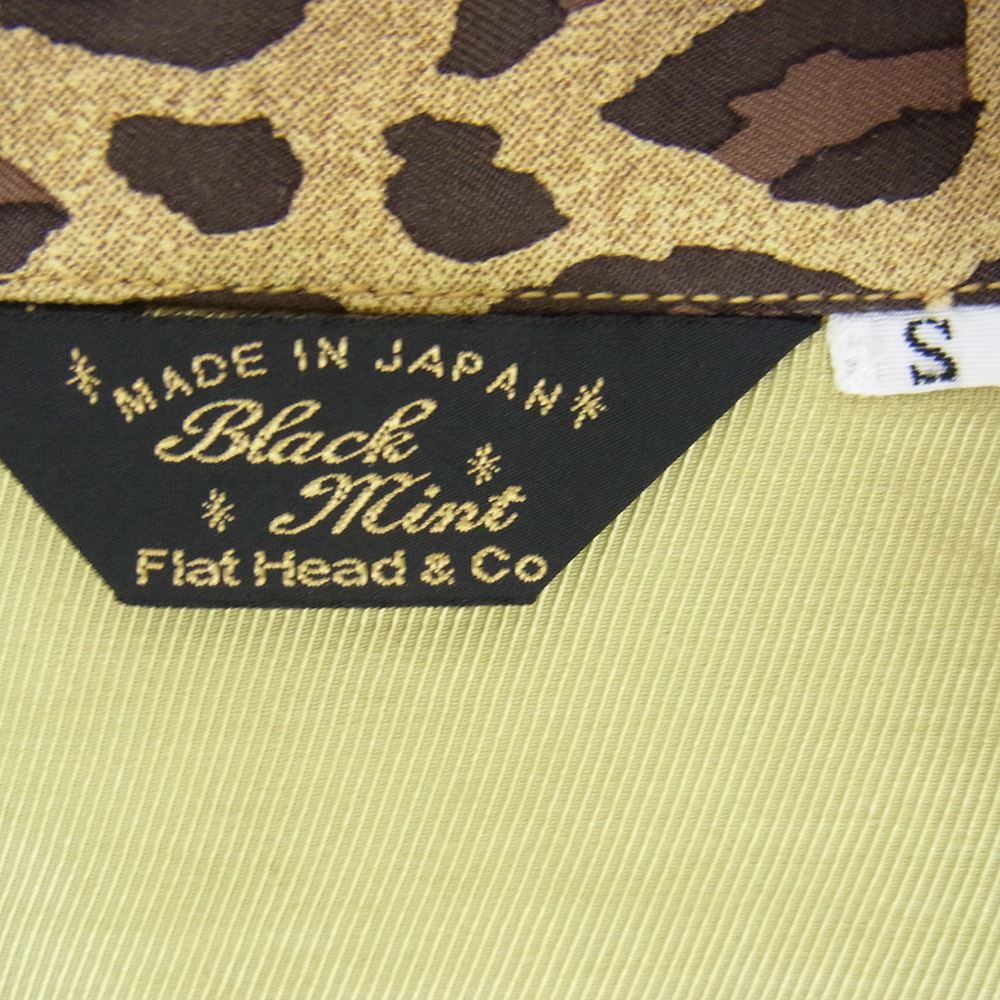 MADE IN JAPAN
Black
Mint
Flat Head & Co
S